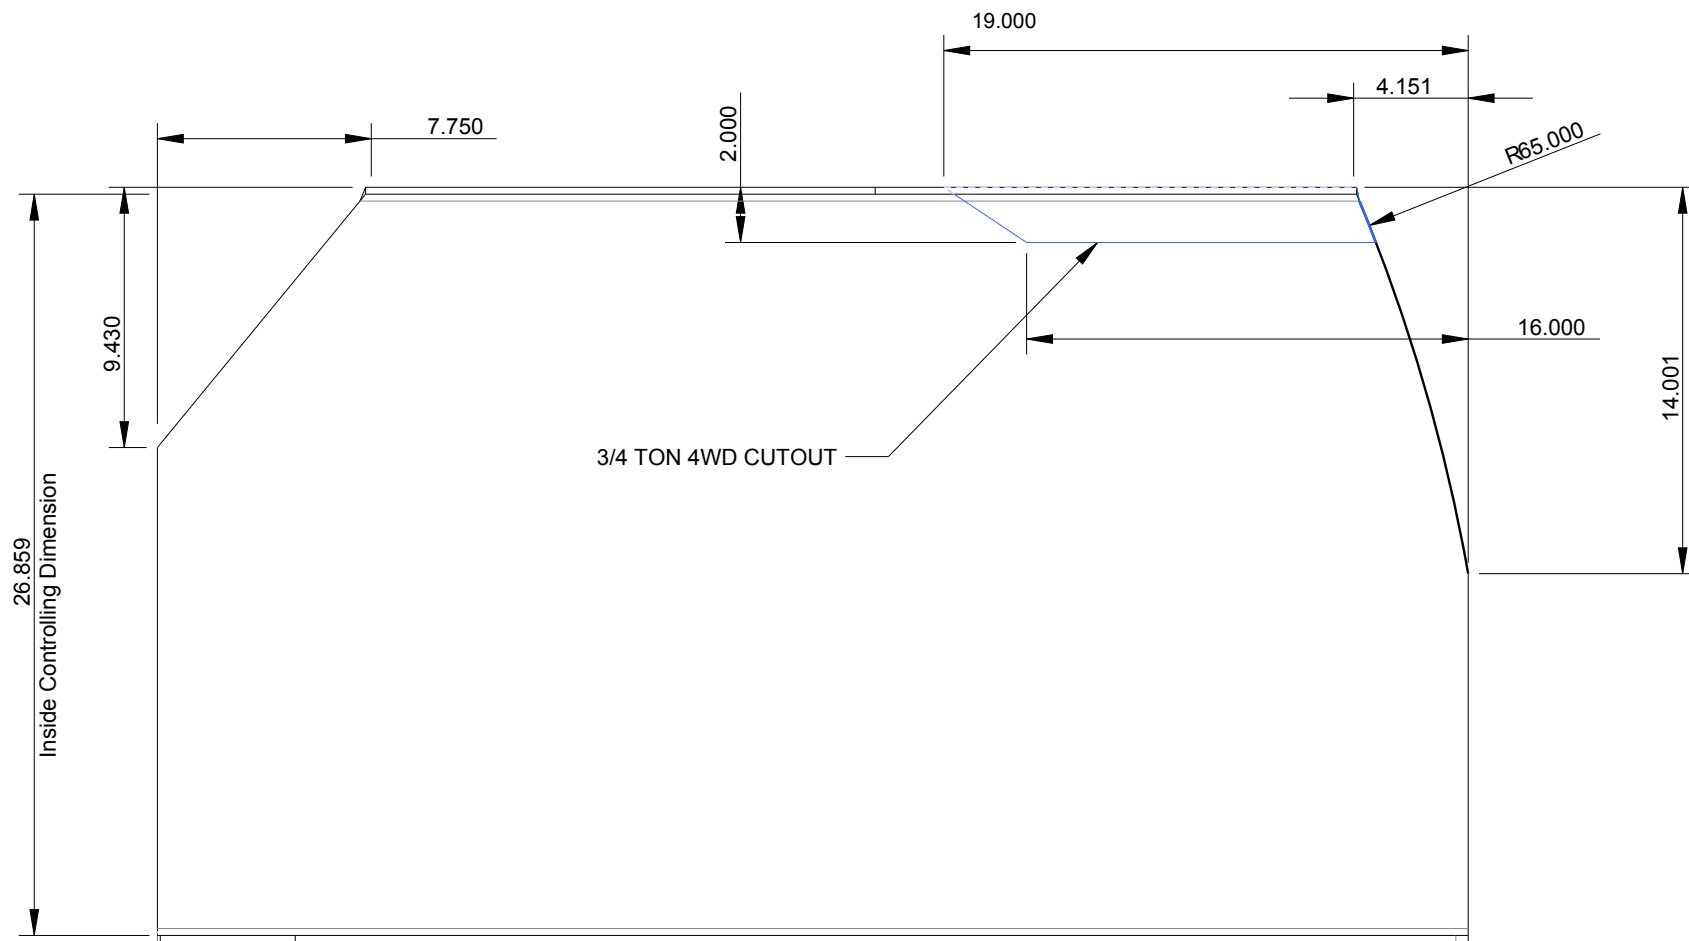 19.000
4.151
7.750
2.000
R65.000
9.430
16.000
14.001
3/4 TON 4WD CUTOUT
26.859
Inside Controlling Dimension